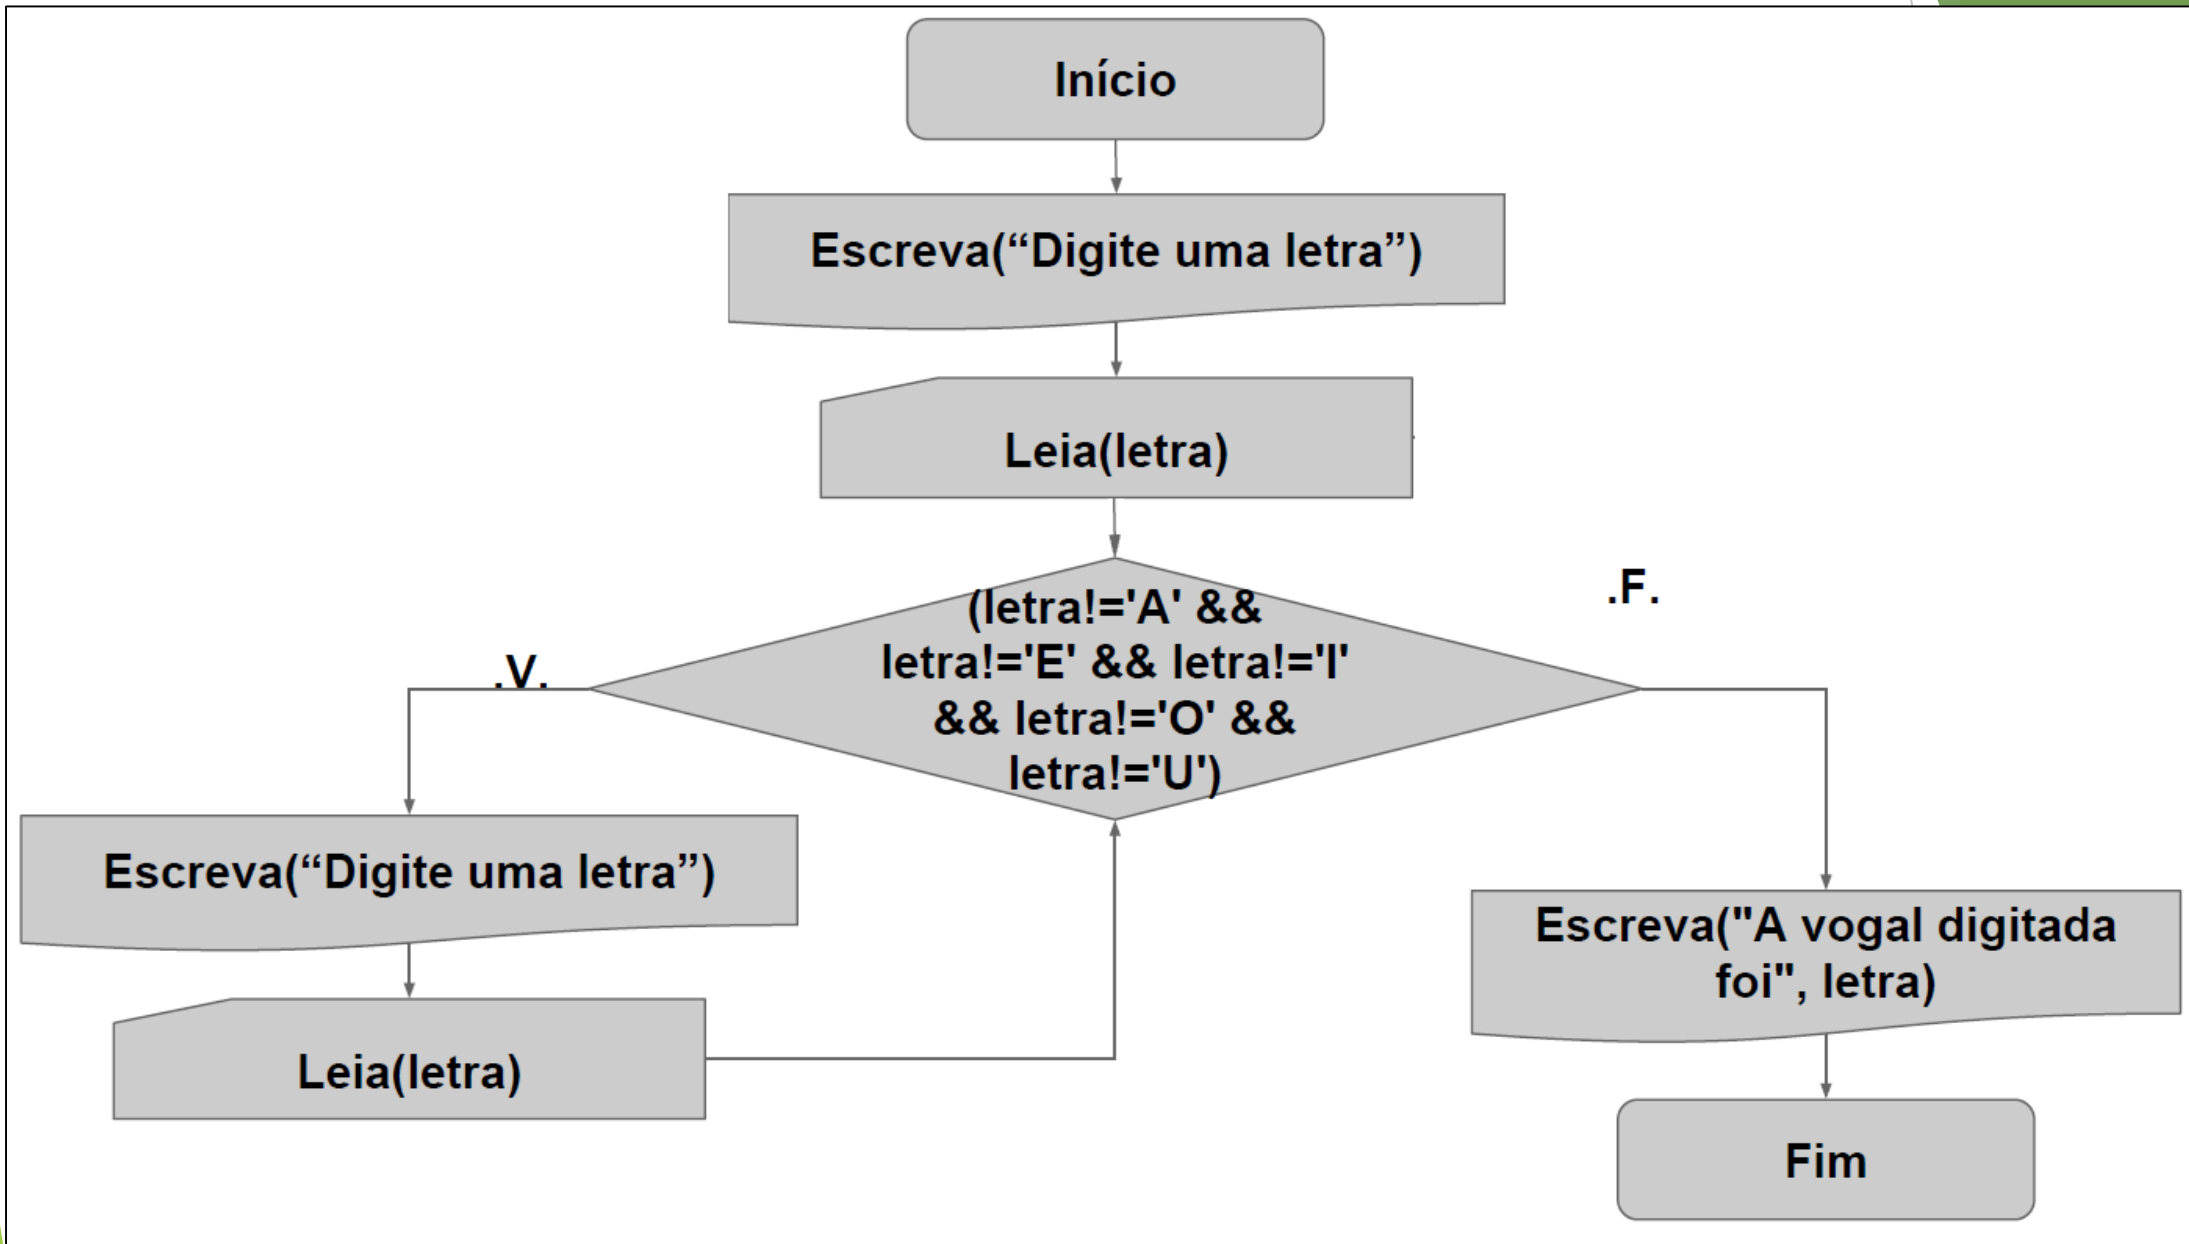 Início
Escreva(“Digite uma letra”)
Leia(letra)
(letra!='A' &&
letra!='E' && letra!='I'
&& letra!='O' &&
letra!='U')
.V.
.F.
Escreva(“Digite uma letra”)
Leia(letra)
Escreva("A vogal digitada
foi", letra)
Fim